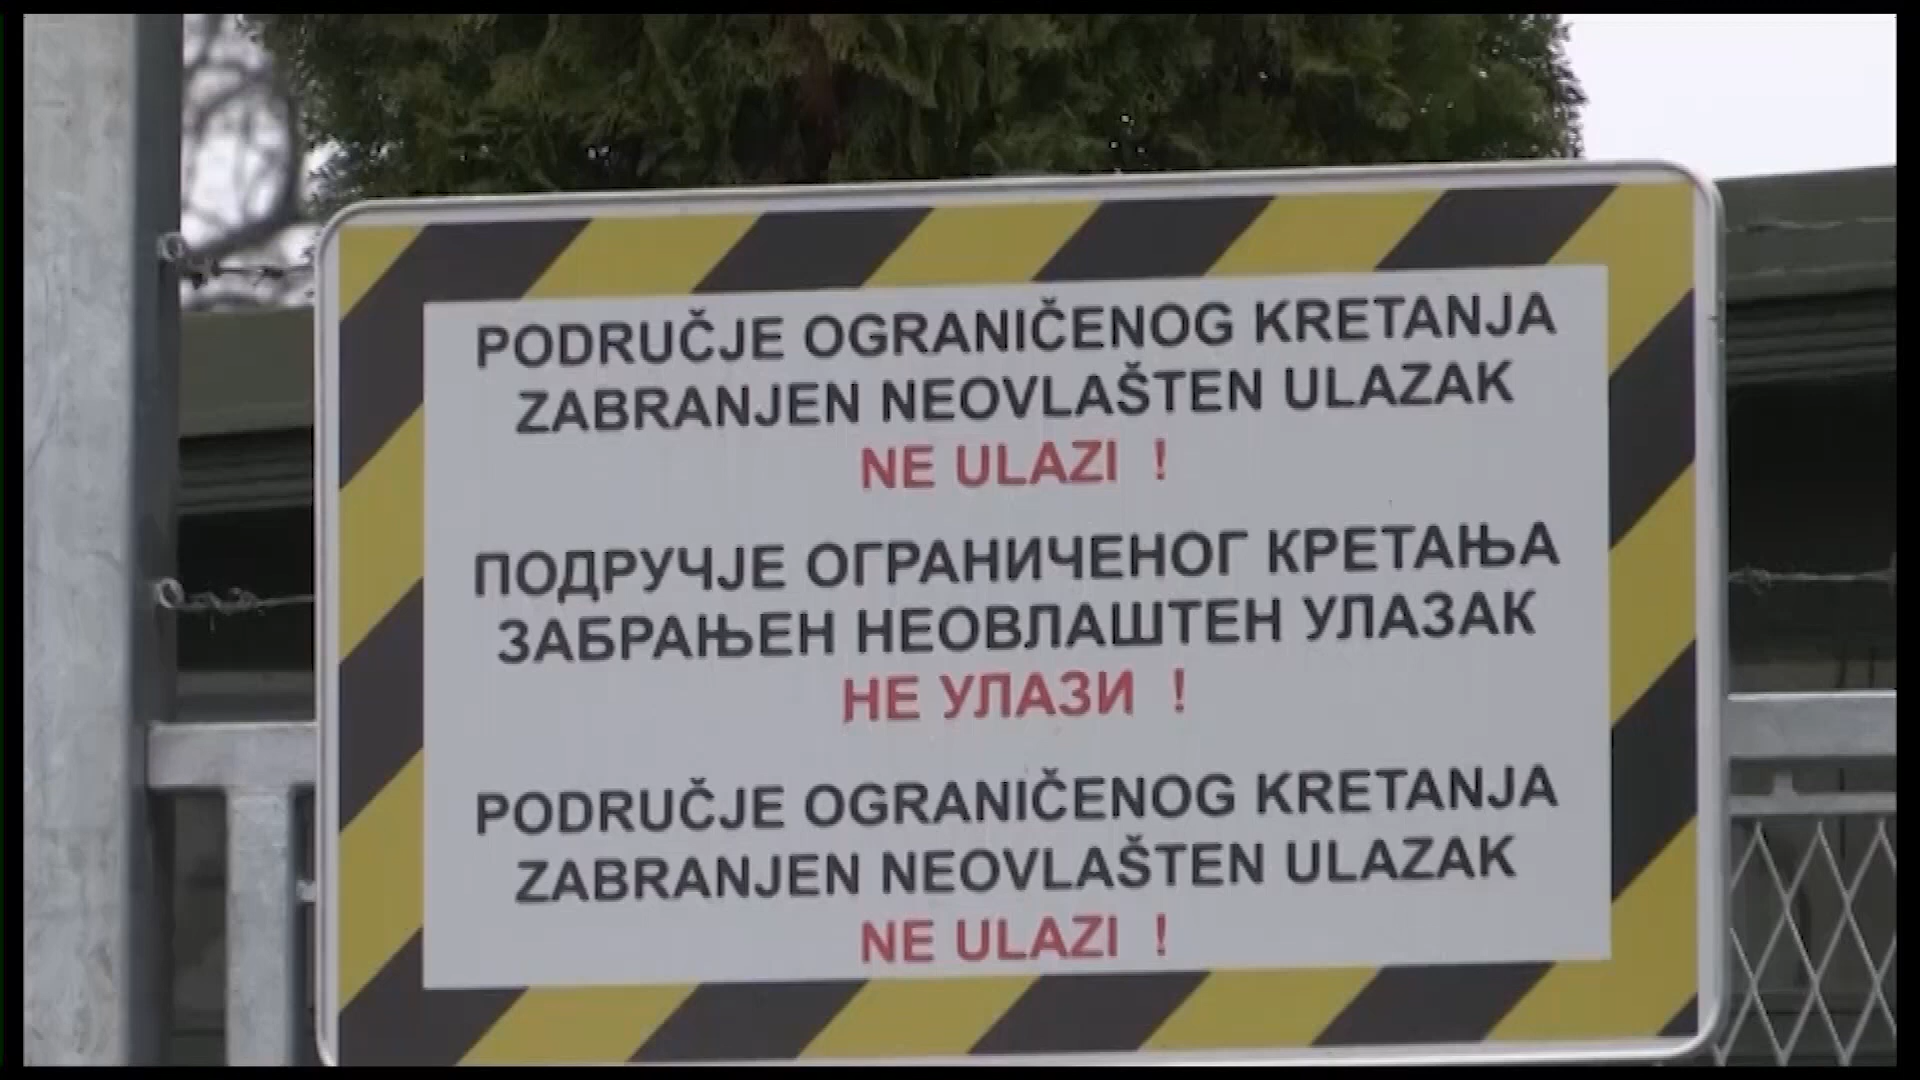 PODRUČJE OGRANIČENOG KRETANJA
ZABRANJEN NEOVLAŠTEN ULAZAK
NE ULAZI !
ПОДРУЧЈЕ ОГРАНИЧЕНОГ КРЕТАЊА
ЗАБРАЊЕН НЕОВЛАШТЕН УЛАЗАК
НЕ УЛАЗИ !
PODRUČJE OGRANIČENOG KRETANJA
ZABRANJEN NEOVLAŠTEN ULAZAK
NE ULAZI !